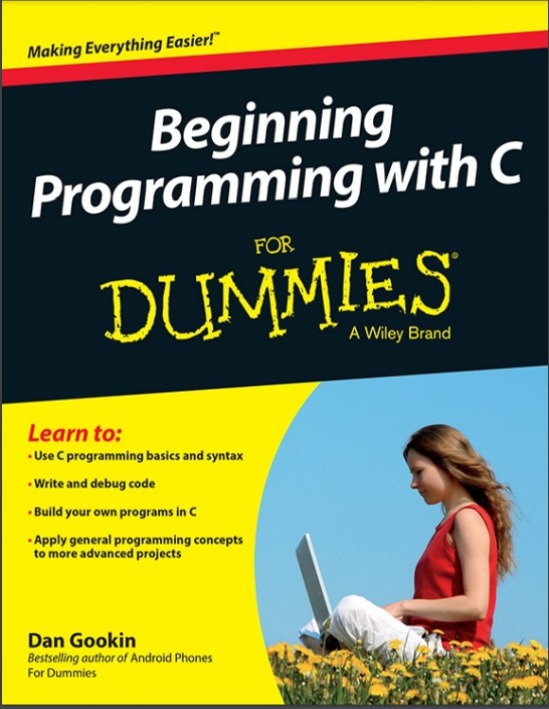 Making Everything Easier!™
Beginning
Programming with C
FOR
DUMMIES®
A Wiley Brand
Learn to:
• Use C programming basics and syntax
• Write and debug code
• Build your own programs in C
• Apply general programming concepts
to more advanced projects
Dan Gookin
Bestselling author of Android Phones
For Dummies